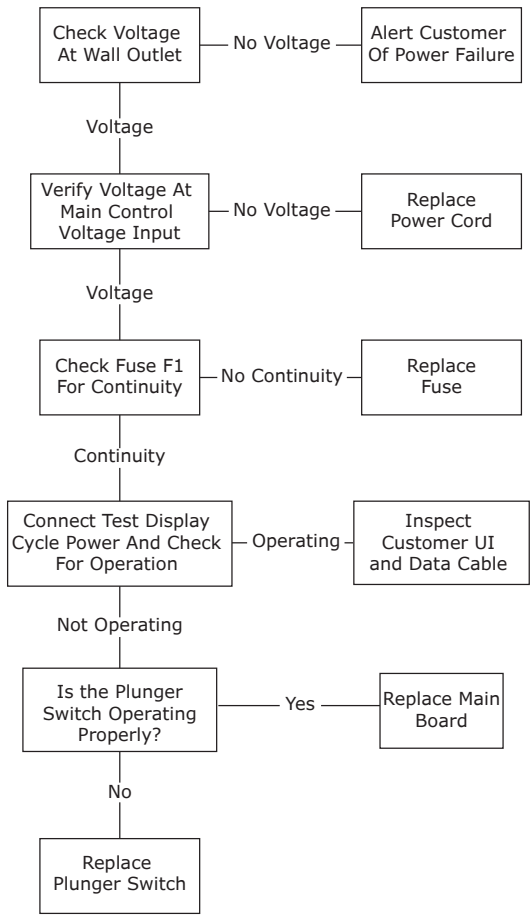 Check Voltage
At Wall Outlet
No Voltage
Alert Customer
Of Power Failure
Voltage
Verify Voltage At
Main Control
Voltage Input
No Voltage
Replace
Power Cord
Voltage
Check Fuse F1
For Continuity
No Continuity
Replace
Fuse
Continuity
Connect Test Display
Cycle Power And Check
For Operation
Operating
Inspect
Customer UI
and Data Cable
Not Operating
Is the Plunger
Switch Operating
Properly?
Yes
Replace Main
Board
No
Replace
Plunger Switch